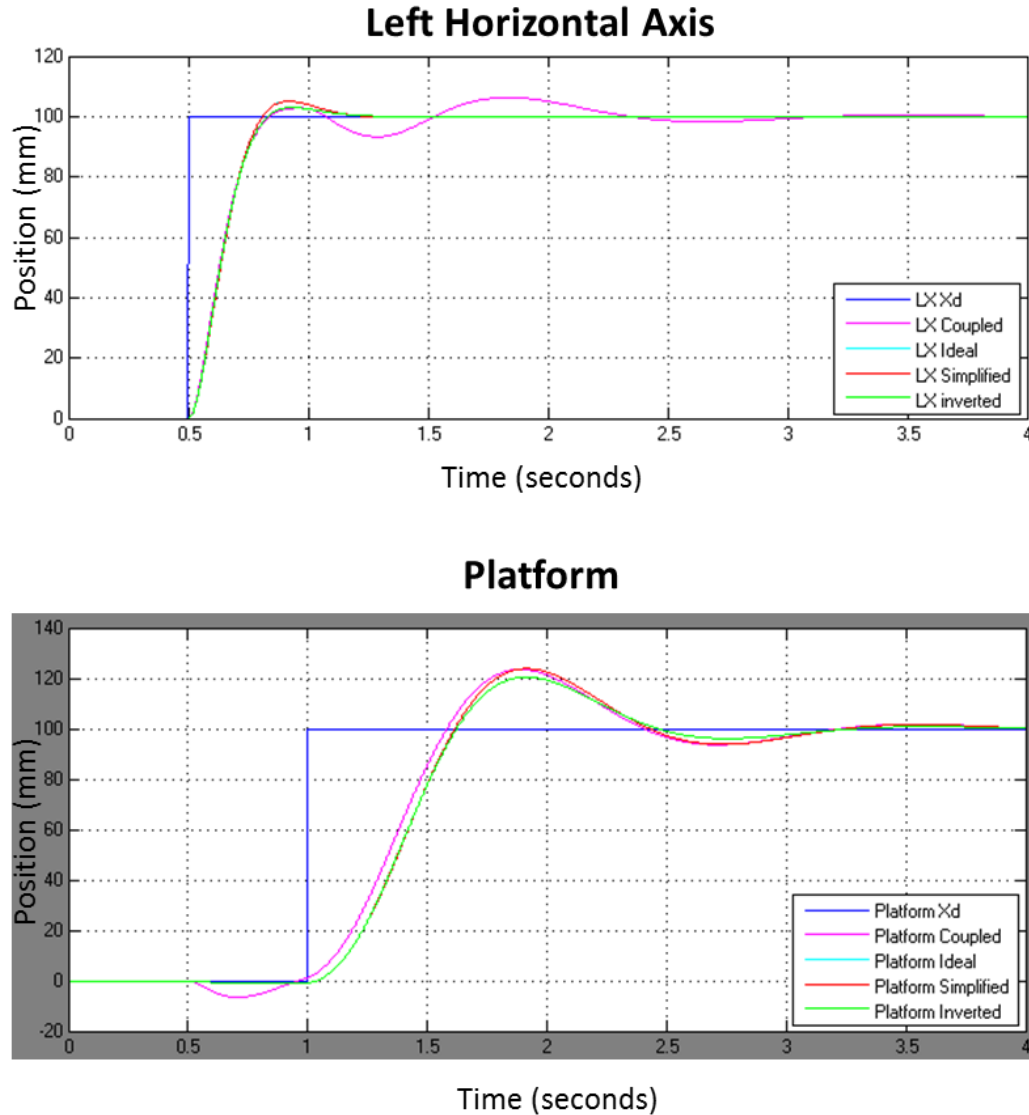 Left Horizontal Axis
Position (mm)
120
100
80
60
40
20
0
LX Xd
LX Coupled
LX Ideal
LX Simplified
LX inverted
0 0.5 1 1.5 2 2.5 3 3.5 4
Time (seconds)
Platform
Position (mm)
140
120
100
80
60
40
20
0
-20
Platform Xd
Platform Coupled
Platform Ideal
Platform Simplified
Platform Inverted
0 0.5 1 1.5 2 2.5 3 3.5 4
Time (seconds)